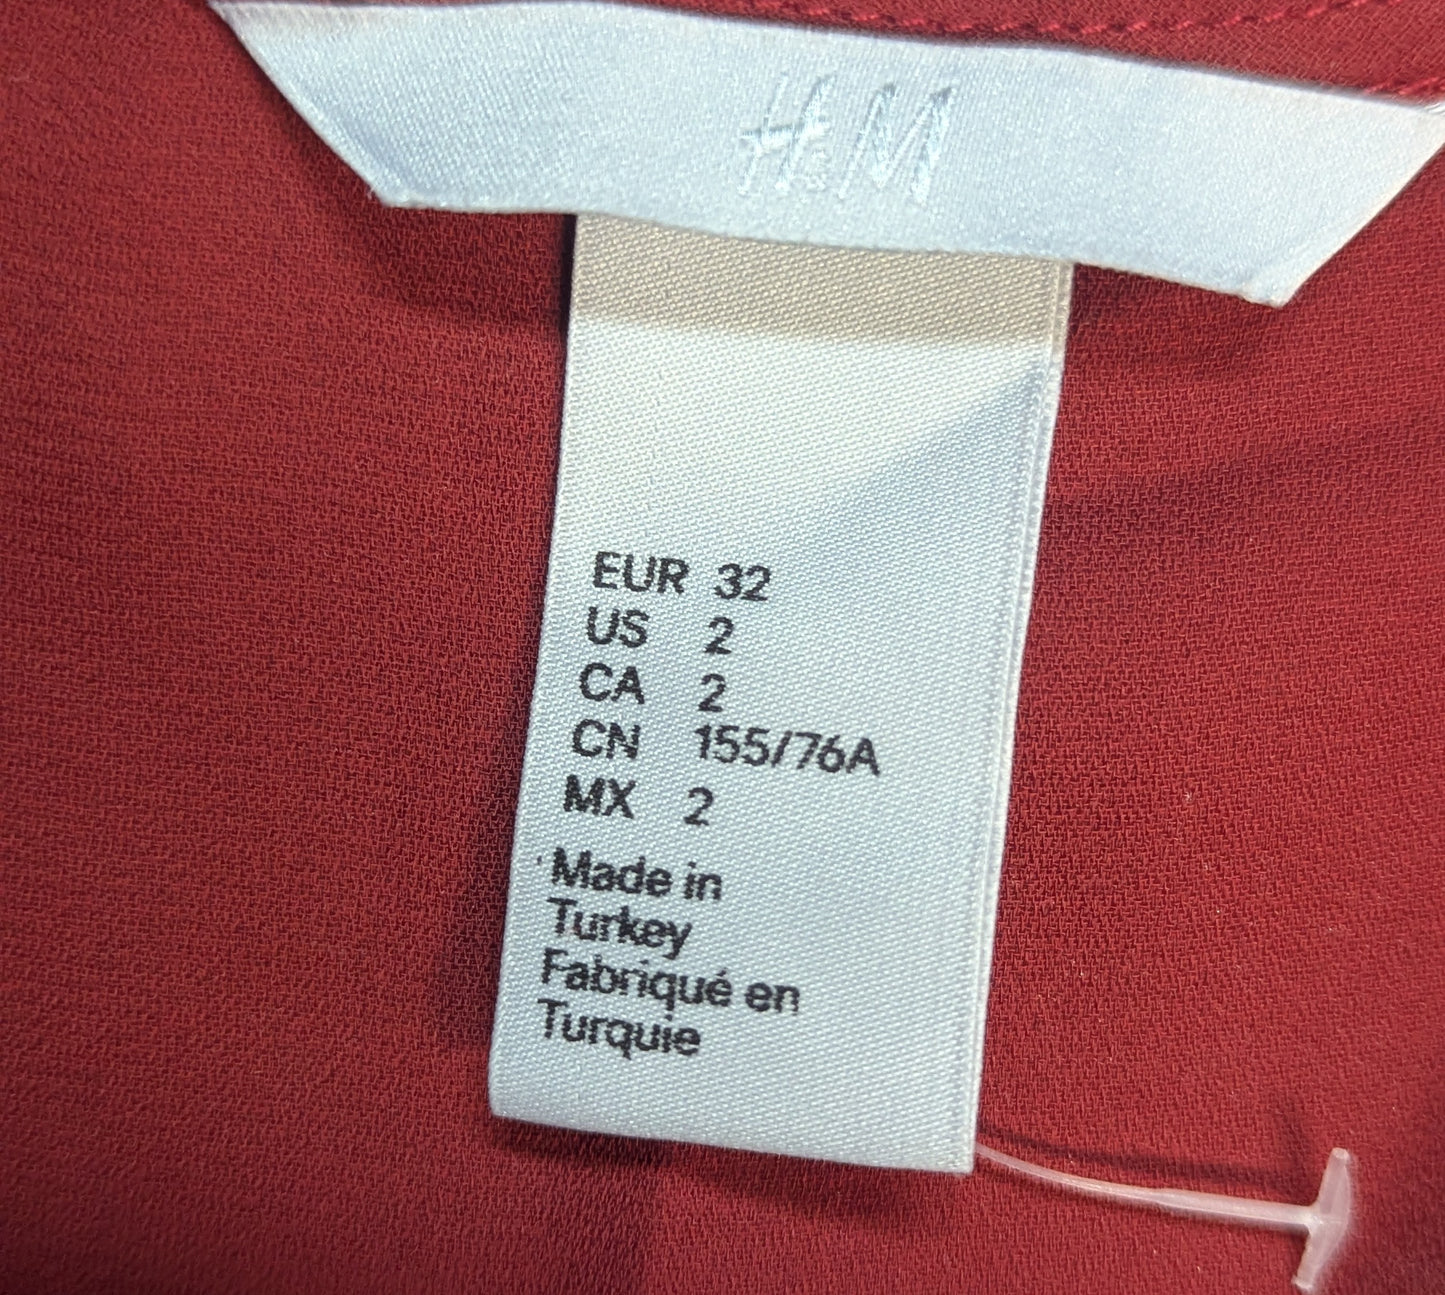 H&M
EUR 32
US 2
CA 2
CN 155/76A
MX 2
Made in
Turkey
Fabriqué en
Turquie